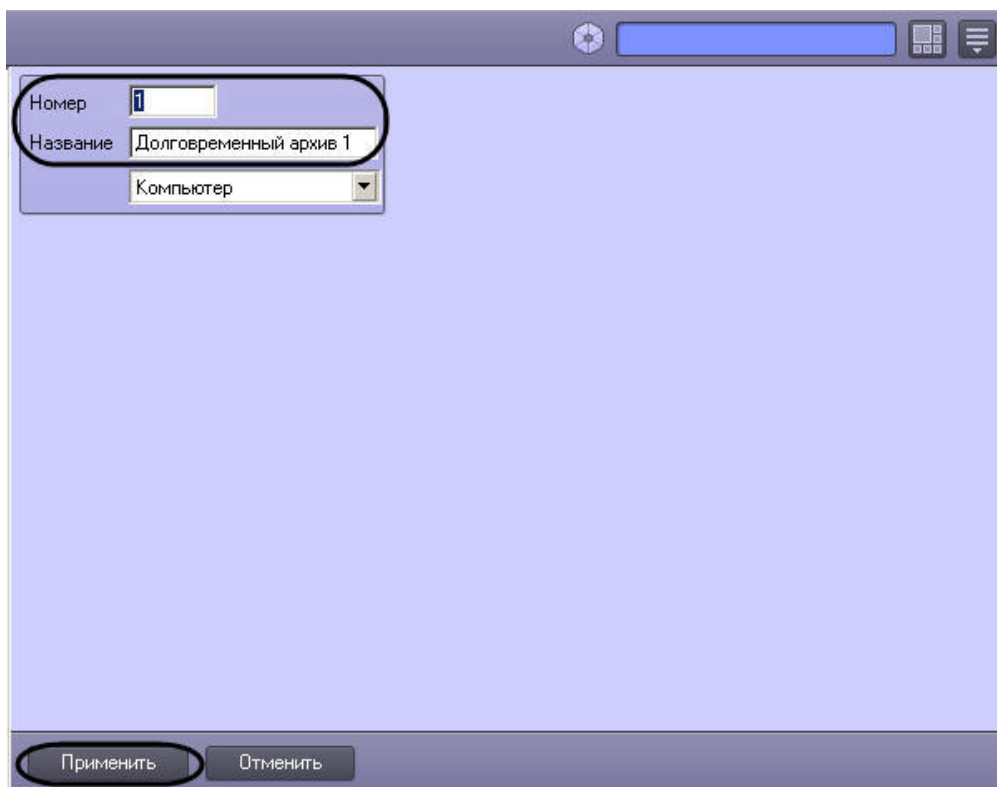 Номер 1
Название Долговременный архив 1
Компьютер
Применить Отменить